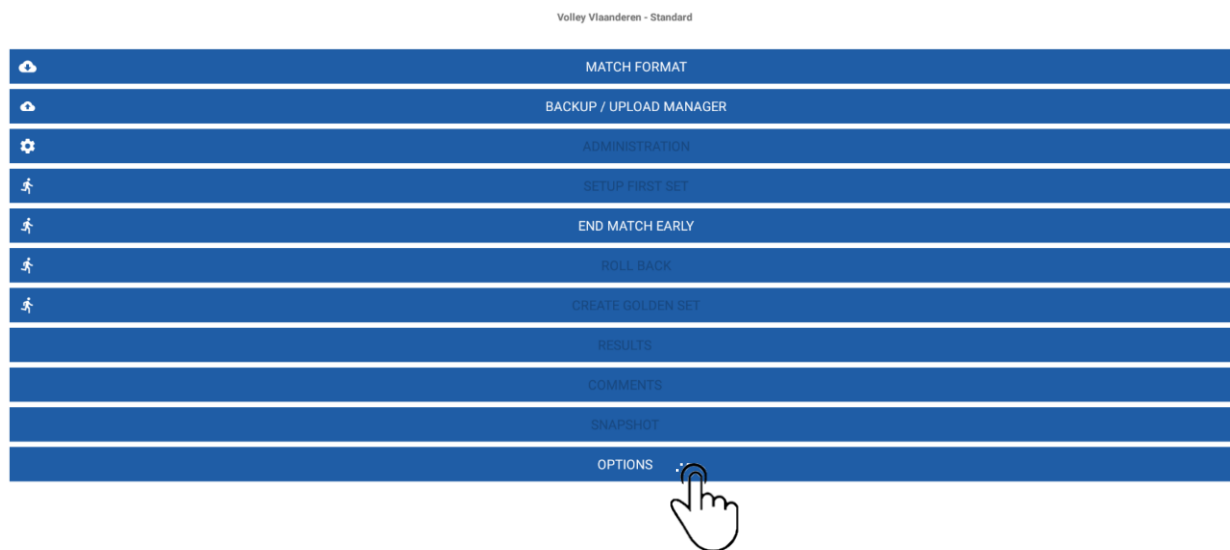 Volley Vlaanderen - Standard
MATCH FORMAT
BACKUP / UPLOAD MANAGER
ADMINISTRATION
SETUP FIRST SET
END MATCH EARLY
ROLL BACK
CREATE GOLDEN SET
RESULTS
COMMENTS
SNAPSHOT
OPTIONS